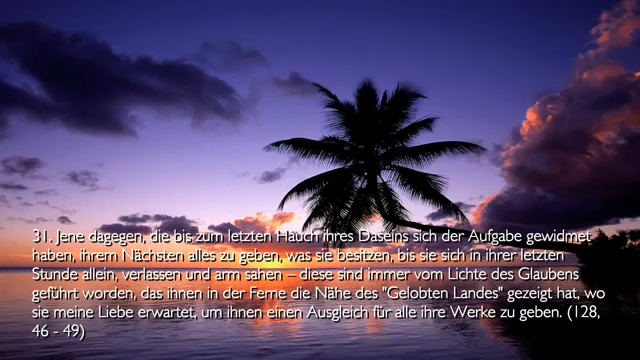 31. Jene dagegen, die bis zum letzten Hauch ihres Daseins sich der Aufgabe gewidmet
haben, ihrem Nächsten alles zu geben, was sie besitzen, bis sie sich in ihrer letzten
Stunde allein, verlassen und arm sahen – diese sind immer vom Lichte des Glaubens
geführt worden, das ihnen in der Ferne die Nähe des "Gelobten Landes" gezeigt hat, wo
sie meine Liebe erwartet, um ihnen einen Ausgleich für alle ihre Werke zu geben. (128,
46 - 49)